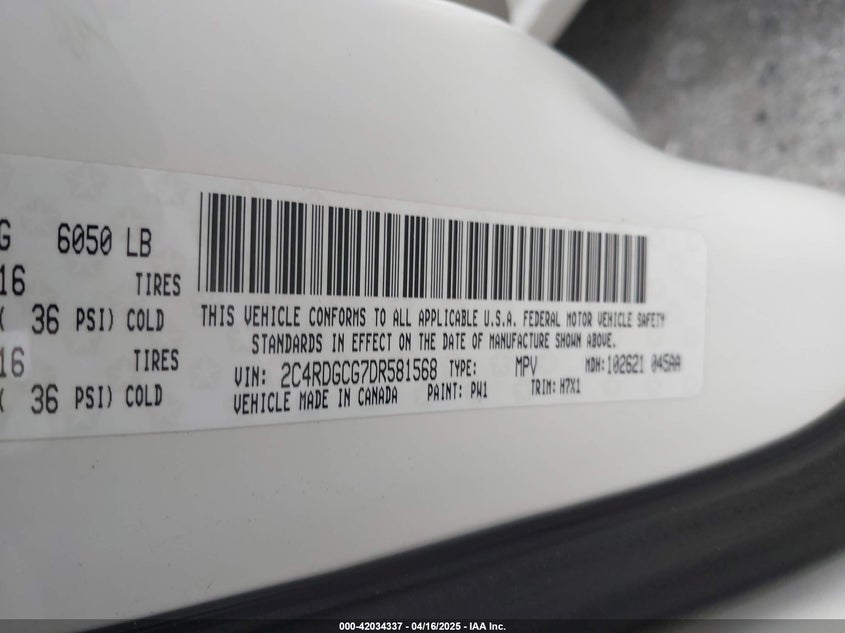 G 6050 LB
16 TIRES
( 36 PSI) COLD
16 TIRES
( 36 PSI) COLD
THIS VEHICLE CONFORMS TO ALL APPLICABLE U.S.A. FEDERAL MOTOR VEHICLE SAFETY
STANDARDS IN EFFECT ON THE DATE OF MANUFACTURE SHOWN ABOVE.
VIN: 2C4RDGCG7DR581568 TYPE: MPV MDH: 102621 045AA
VEHICLE MADE IN CANADA PAINT: PW1 TRIM: H7X1
000-42034337 - 04/16/2025 - IAA Inc.